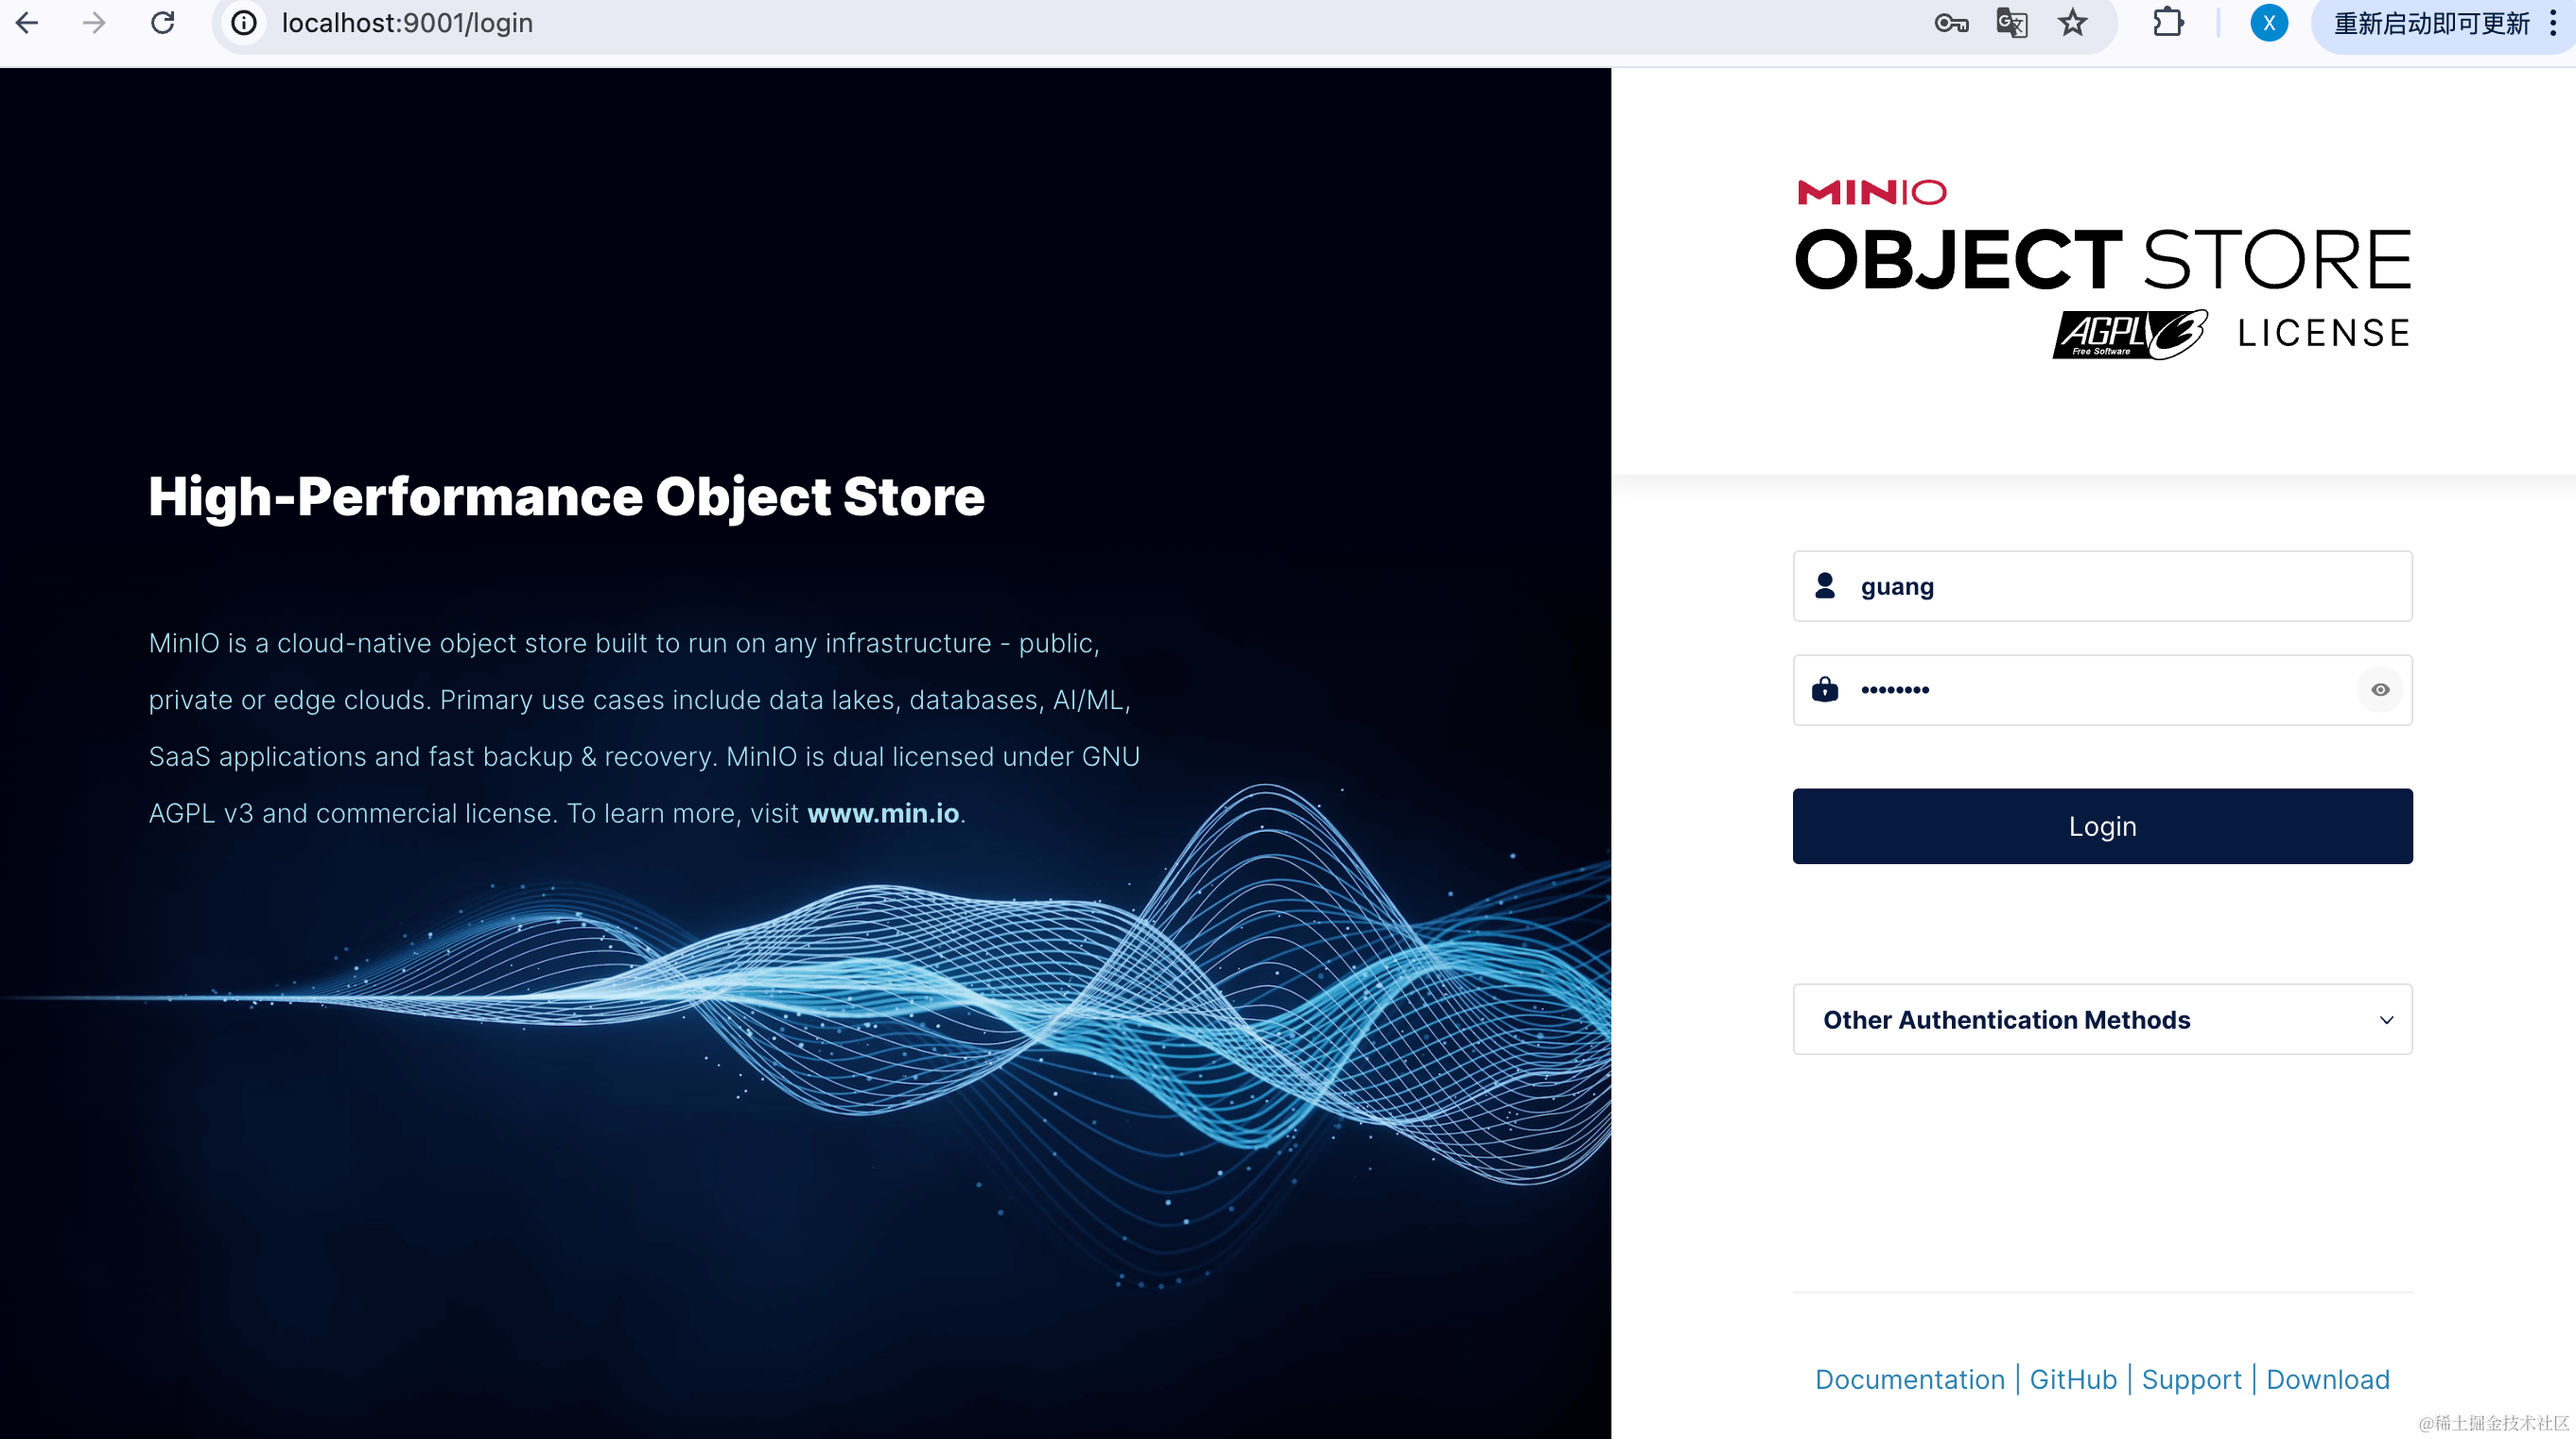 localhost:9001/login
重新启动即可更新
X
High-Performance Object Store
MinIO is a cloud-native object store built to run on any infrastructure - public,
private or edge clouds. Primary use cases include data lakes, databases, AI/ML,
SaaS applications and fast backup & recovery. MinIO is dual licensed under GNU
AGPL v3 and commercial license. To learn more, visit www.min.io.
MINIO
OBJECT STORE
AGPL v3 LICENSE
Free Software
guang
••••••••
Login
Other Authentication Methods
Documentation | GitHub | Support | Download
@稀土掘金技术社区